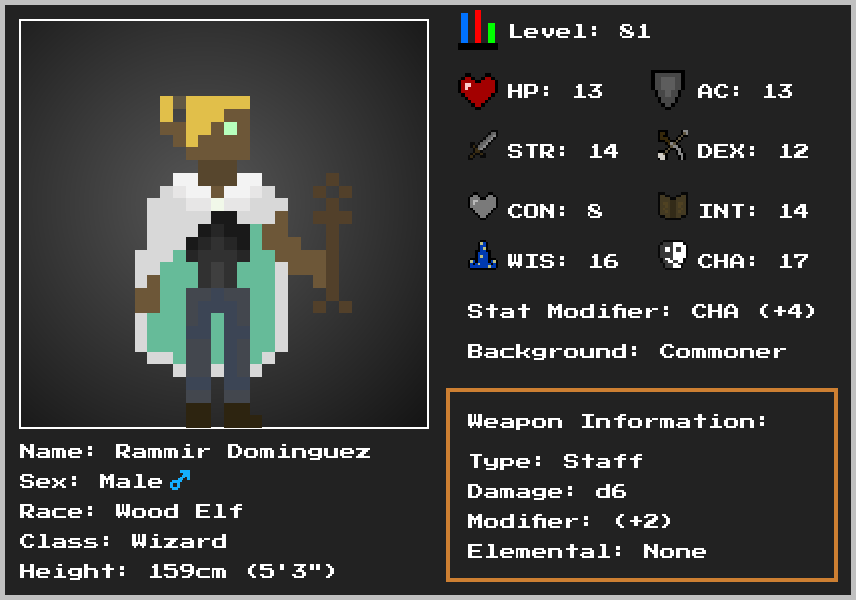 Level: 81
HP: 13
AC: 13
STR: 14
DEX: 12
CON: 8
INT: 14
WIS: 16
CHA: 17
Stat Modifier: CHA (+4)
Background: Commoner
Weapon Information:
Type: Staff
Damage: d6
Modifier: (+2)
Elemental: None
Name: Rammir Dominguez
Sex: Male ♂
Race: Wood Elf
Class: Wizard
Height: 159cm (5'3")